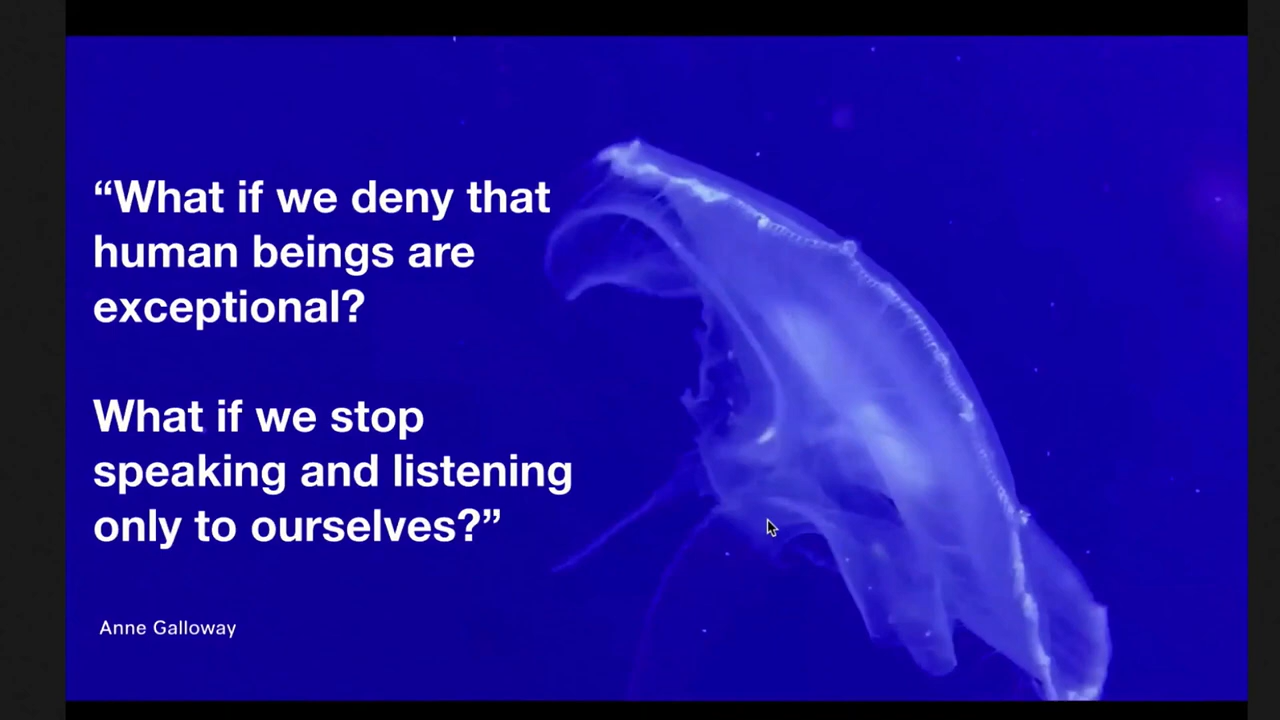 “What if we deny that
human beings are
exceptional?
What if we stop
speaking and listening
only to ourselves?”
Anne Galloway